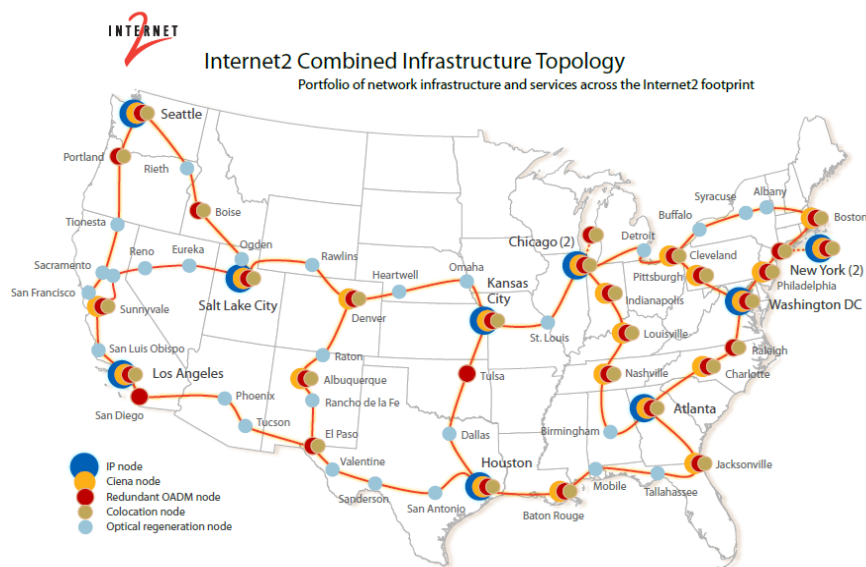 INTERNET
2
Internet2 Combined Infrastructure Topology
Portfolio of network infrastructure and services across the Internet2 footprint
Seattle
Portland
Rieth
Boise
Tionesta
Ogden
Reno
Eureka
Sacramento
San Francisco
Sunnyvale
Salt Lake City
Rawlins
Heartwell
Omaha
Denver
Kansas
City
Chicago (2)
Detroit
Buffalo
Syracuse
Albany
Boston
Cleveland
Pittsburgh
New York (2)
Philadelphia
Washington DC
Indianapolis
St. Louis
Louisville
Raleigh
San Luis Obispo
Los Angeles
San Diego
Phoenix
Tucson
Raton
Albuquerque
Rancho de la Fe
El Paso
Tulsa
Dallas
Nashville
Charlotte
Birmingham
Atlanta
Valentine
Sanderson
San Antonio
Houston
Baton Rouge
Mobile
Tallahassee
Jacksonville
IP node
Ciena node
Redundant OADM node
Colocation node
Optical regeneration node